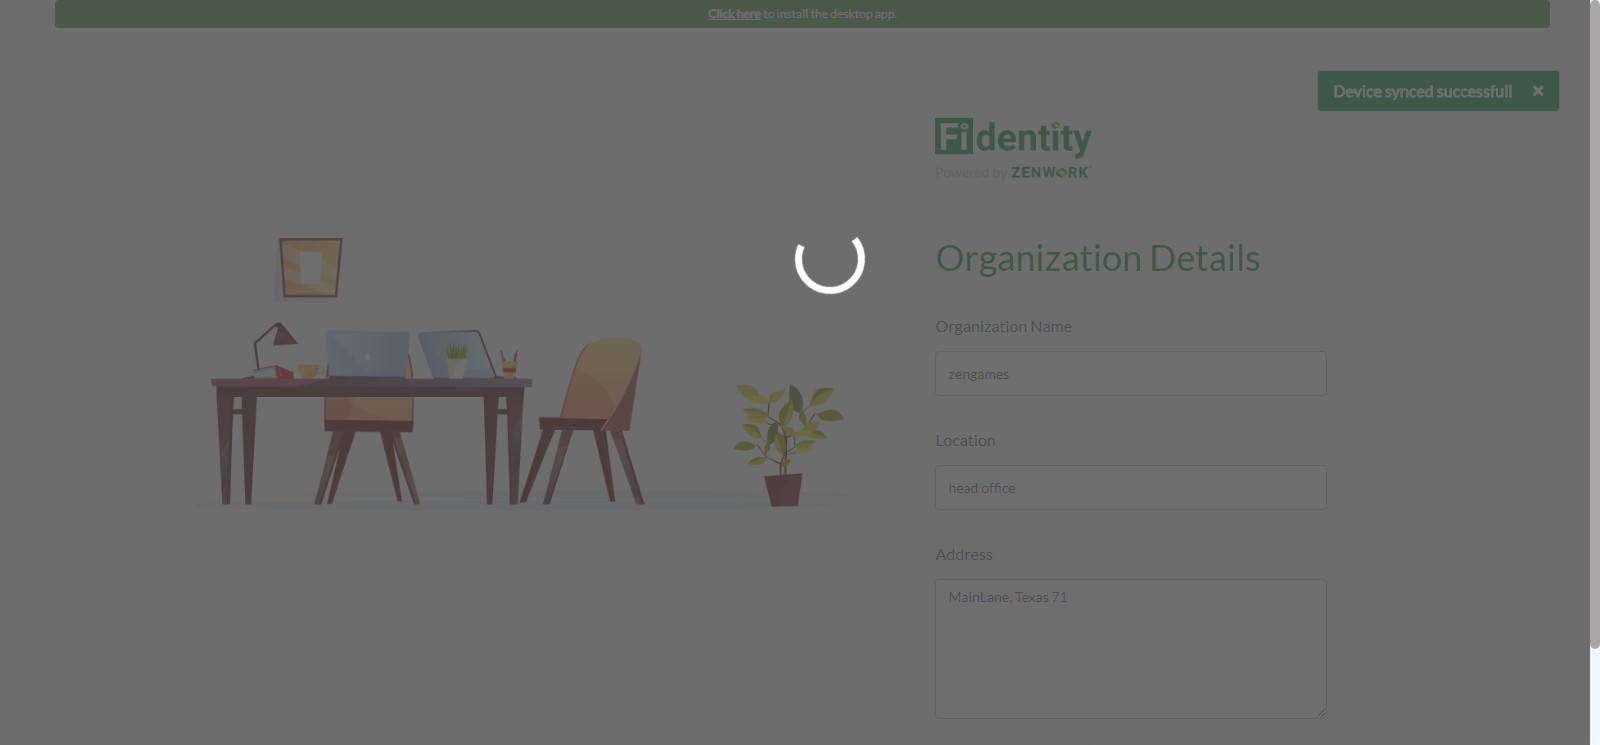 Click here to install the desktop app.
Device synced successfull ×
Fidentity
Powered by ZENWORK
Organization Details
Organization Name
zengames
Location
head office
Address
MainLane, Texas 71